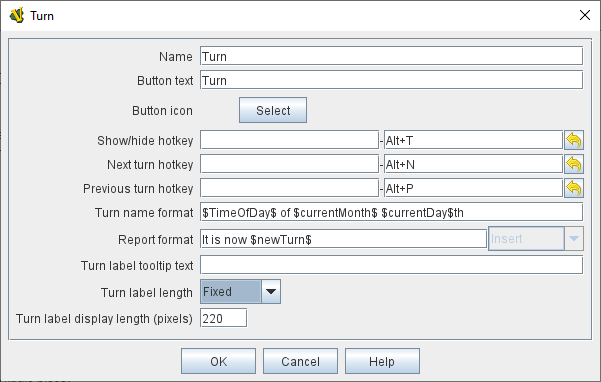 Turn
Name Turn
Button text Turn
Button icon Select
Show/hide hotkey - Alt+T
Next turn hotkey - Alt+N
Previous turn hotkey - Alt+P
Turn name format $TimeOfDay$ of $currentMonth$ $currentDay$th
Report format It is now $newTurn$ Insert
Turn label tooltip text
Turn label length Fixed
Turn label display length (pixels) 220
OK Cancel Help